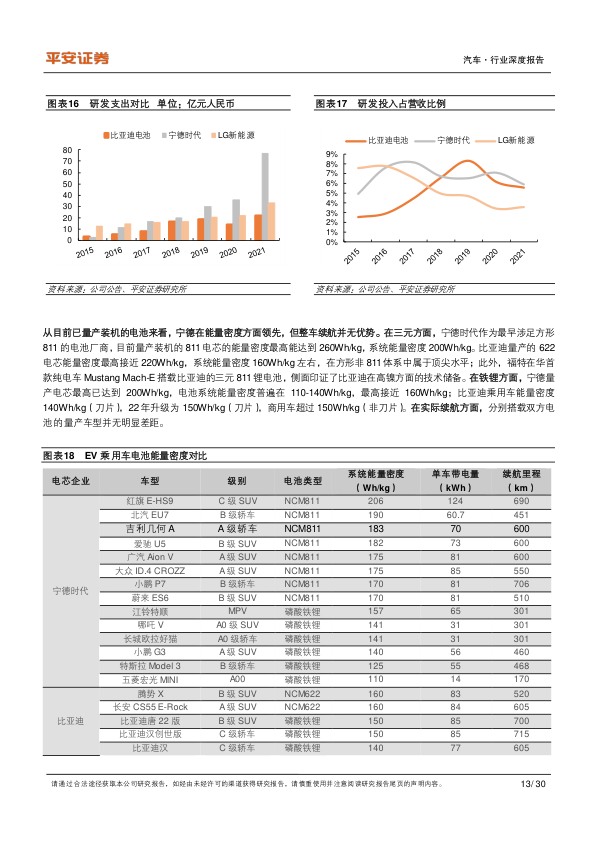 平安证券
汽车·行业深度报告
图表16 研发支出对比 单位：亿元人民币
比亚迪电池 宁德时代 LG新能源
80
70
60
50
40
30
20
10
0
2015 2016 2017 2018 2019 2020 2021
资料来源：公司公告、平安证券研究所
图表17 研发投入占营收比例
比亚迪电池 宁德时代 LG新能源
9%
8%
7%
6%
5%
4%
3%
2%
1%
0%
2015 2016 2017 2018 2019 2020 2021
资料来源：公司公告、平安证券研究所
从目前已量产装机的电池来看，宁德在能量密度方面领先，但整车续航并无优势。在三元方面，宁德时代作为最早涉足方形
811 的电池厂商，目前量产装机的 811 电芯的能量密度最高能达到 260Wh/kg，系统能量密度 200Wh/kg。比亚迪量产的 622
电芯能量密度最高接近 220Wh/kg，系统能量密度 160Wh/kg 左右，在方形非 811 体系中属于顶尖水平；此外，福特在华首
款纯电车 Mustang Mach-E 搭载比亚迪的三元 811 锂电池，侧面印证了比亚迪在高镍方面的技术储备。在铁锂方面，宁德量
产电芯最高已达到 200Wh/kg，电池系统能量密度普遍在 110-140Wh/kg，最高接近 160Wh/kg；比亚迪乘用车能量密度
140Wh/kg（刀片），22 年升级为 150Wh/kg（刀片），商用车超过 150Wh/kg（非刀片）。在实际续航方面，分别搭载双方电
池的量产车型并无明显差距。
图表18 EV 乘用车电池能量密度对比
电芯企业 车型 级别 电池类型 系统能量密度（Wh/kg） 单车带电量（kWh） 续航里程（km）
宁德时代
红旗 E-HS9 C 级 SUV NCM811 206 124 690
北汽 EU7 B 级轿车 NCM811 190 60.7 451
吉利几何 A A 级轿车 NCM811 183 70 600
爱驰 U5 B 级 SUV NCM811 182 73 600
广汽 Aion V A 级 SUV NCM811 175 81 600
大众 ID.4 CROZZ A 级 SUV NCM811 175 85 550
小鹏 P7 B 级轿车 NCM811 170 81 706
蔚来 ES6 B 级轿车 NCM811 170 81 510
江铃特顺 MPV 磷酸铁锂 157 65 301
哪吒 V A0 级 SUV 磷酸铁锂 141 31 301
长城欧拉好猫 A0 级轿车 磷酸铁锂 141 31 301
小鹏 G3 A 级 SUV 磷酸铁锂 140 56 460
特斯拉 Model 3 B 级轿车 磷酸铁锂 125 55 468
五菱宏光 MINI A00 磷酸铁锂 110 14 170
比亚迪
腾势 X B 级 SUV NCM622 160 83 520
长安 CS55 E-Rock A 级 SUV NCM622 160 84 605
比亚迪唐 22 版 B 级 SUV 磷酸铁锂 150 85 700
比亚迪汉创世版 C 级轿车 磷酸铁锂 150 85 715
比亚迪汉 C 级轿车 磷酸铁锂 140 77 605
请通过合法途径获取本公司研究报告，如经由未经许可的渠道获得研究报告，请慎重使用并注意阅读研究报告尾页的声明内容。
13/ 30